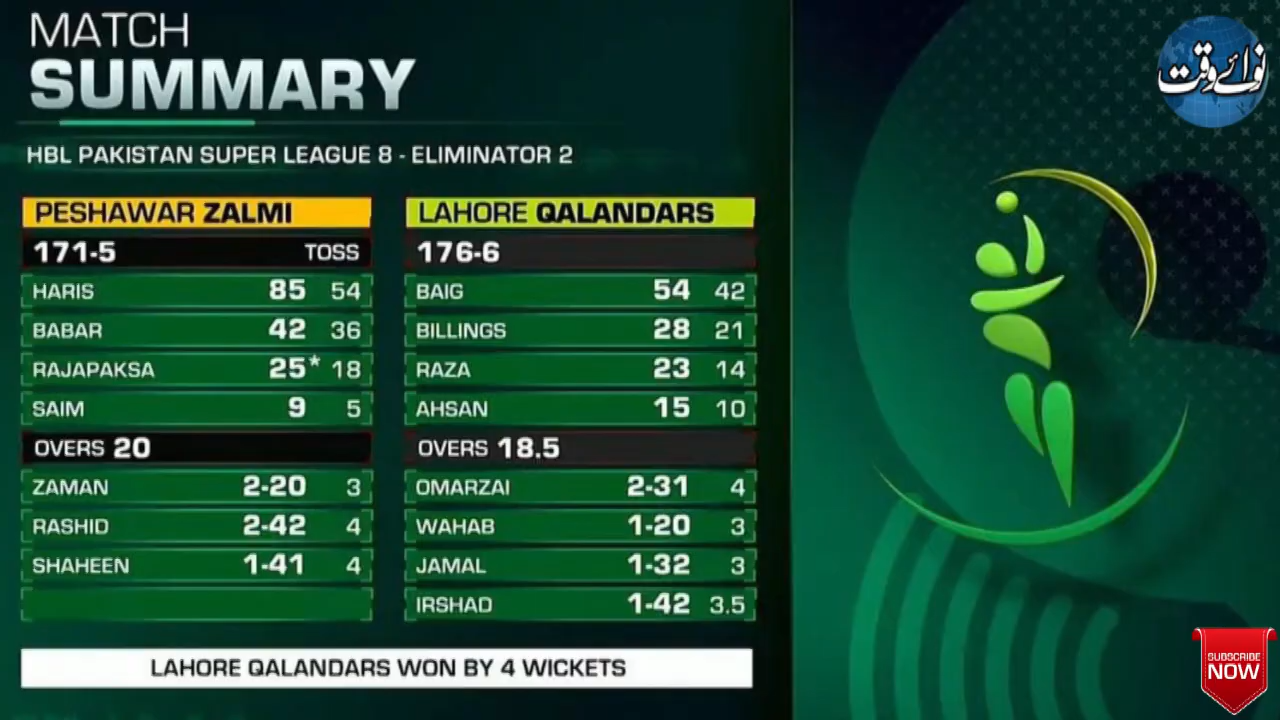 MATCH
SUMMARY
HBL PAKISTAN SUPER LEAGUE 8 - ELIMINATOR 2
PESHAWAR ZALMI
171-5 TOSS
HARIS 85 54
BABAR 42 36
RAJAPAKSA 25* 18
SAIM 9 5
OVERS 20
ZAMAN 2-20 3
RASHID 2-42 4
SHAHEEN 1-41 4
LAHORE QALANDARS
176-6
BAIG 54 42
BILLINGS 28 21
RAZA 23 14
AHSAN 15 10
OVERS 18.5
OMARZAI 2-31 4
WAHAB 1-20 3
JAMAL 1-32 3
IRSHAD 1-42 3.5
LAHORE QALANDARS WON BY 4 WICKETS
نوائے وقت
SUBSCRIBE
NOW